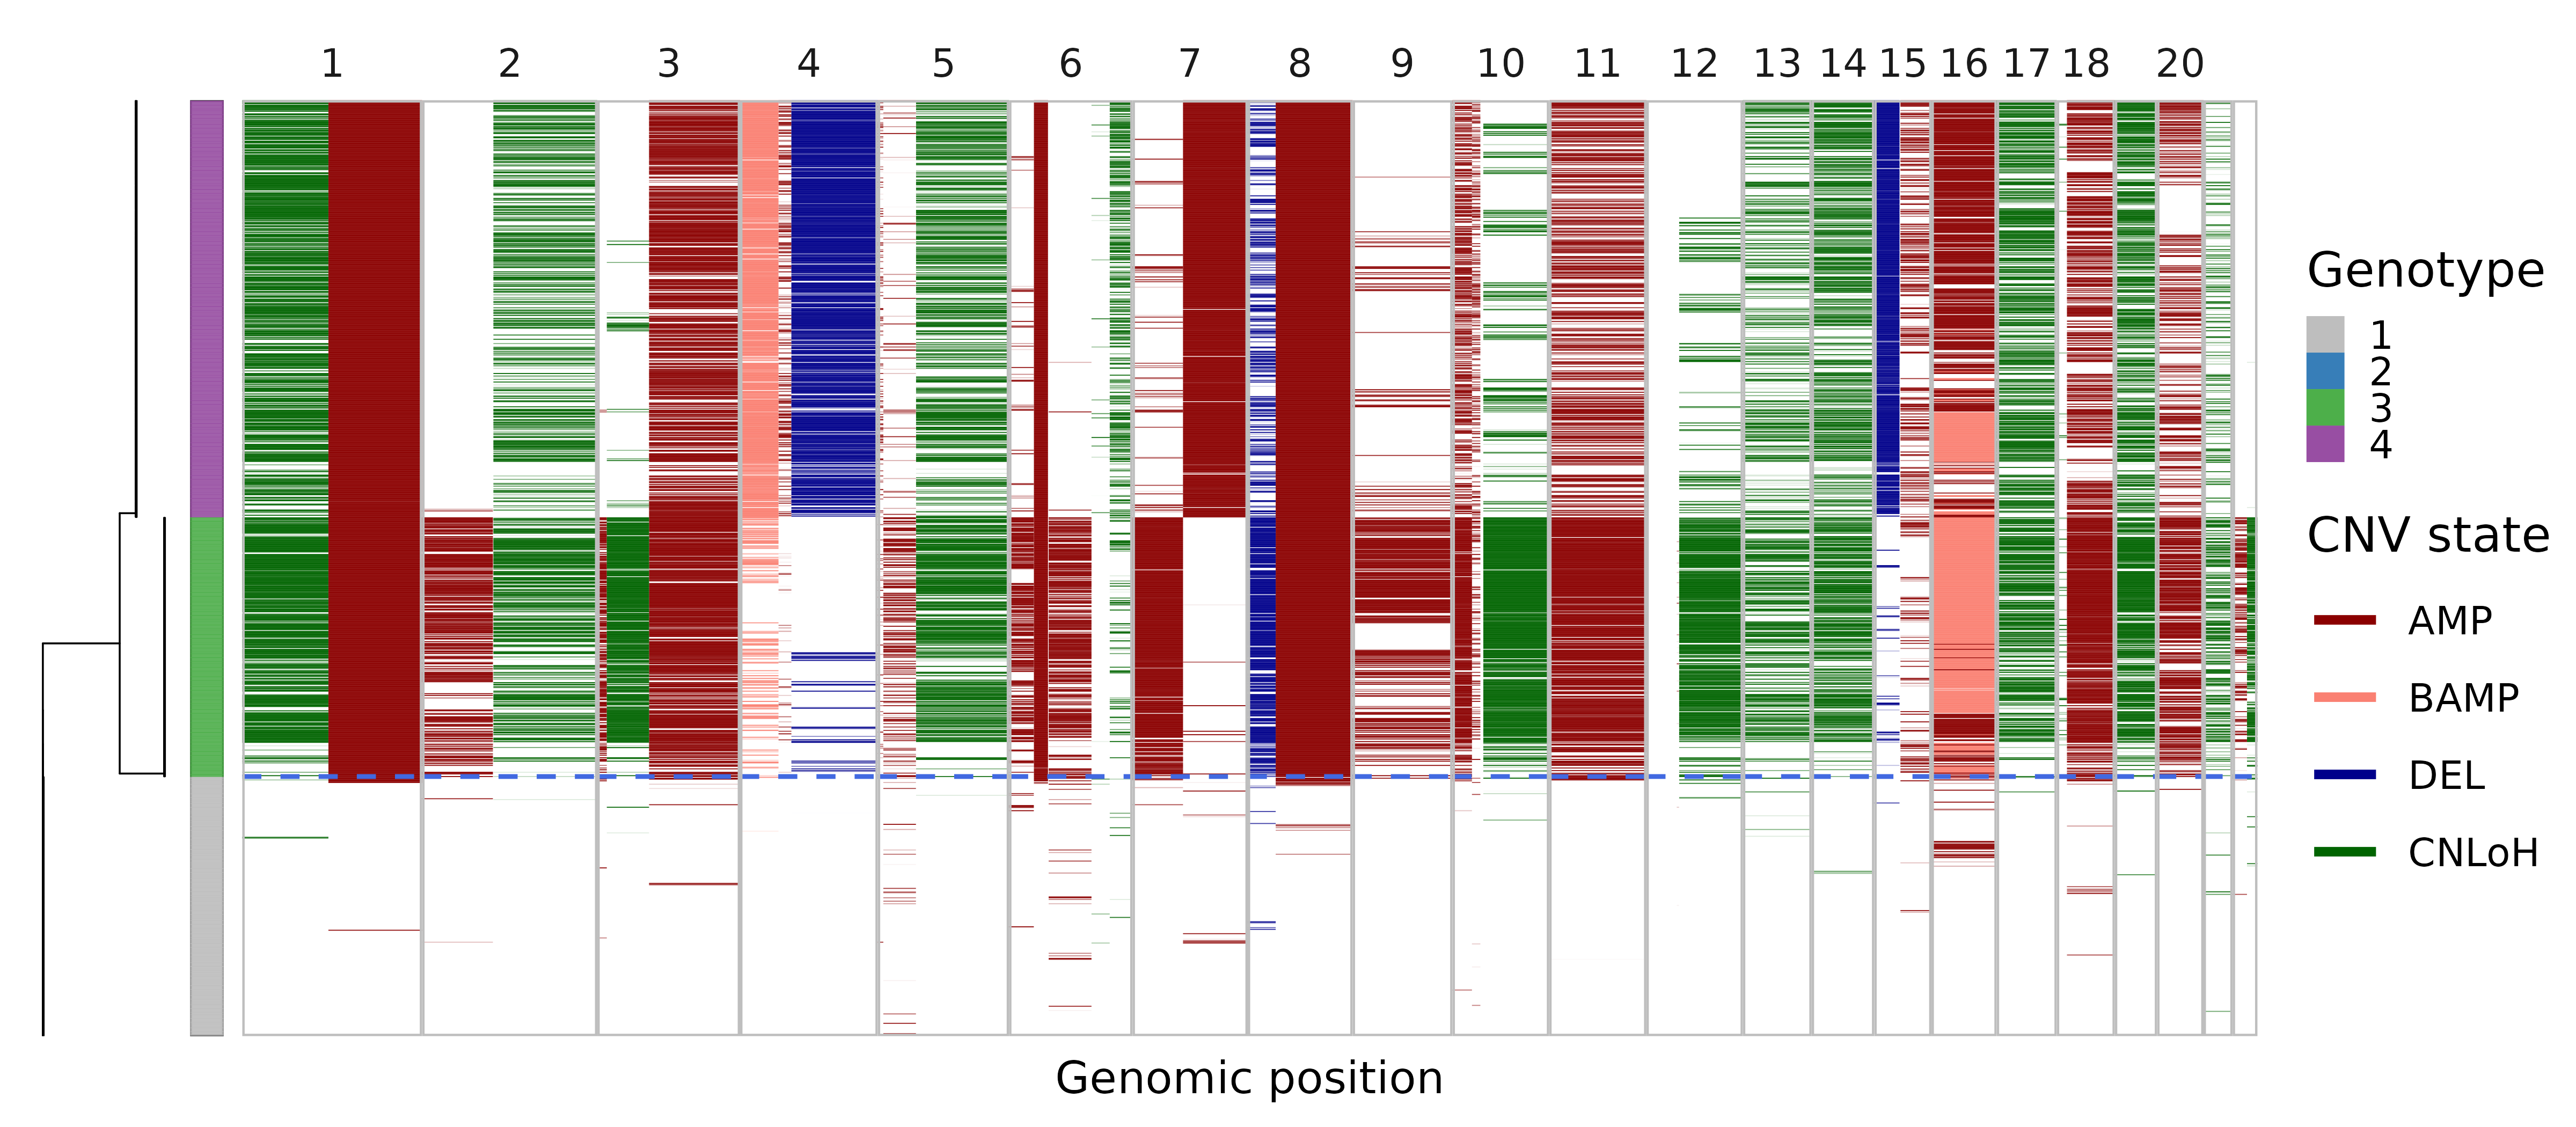 1 2 3 4 5 6 7 8 9 10 11 12 13 14 15 16 17 18 20
Genotype
1
2
3
4
CNV state
AMP
BAMP
DEL
CNLoH
Genomic position